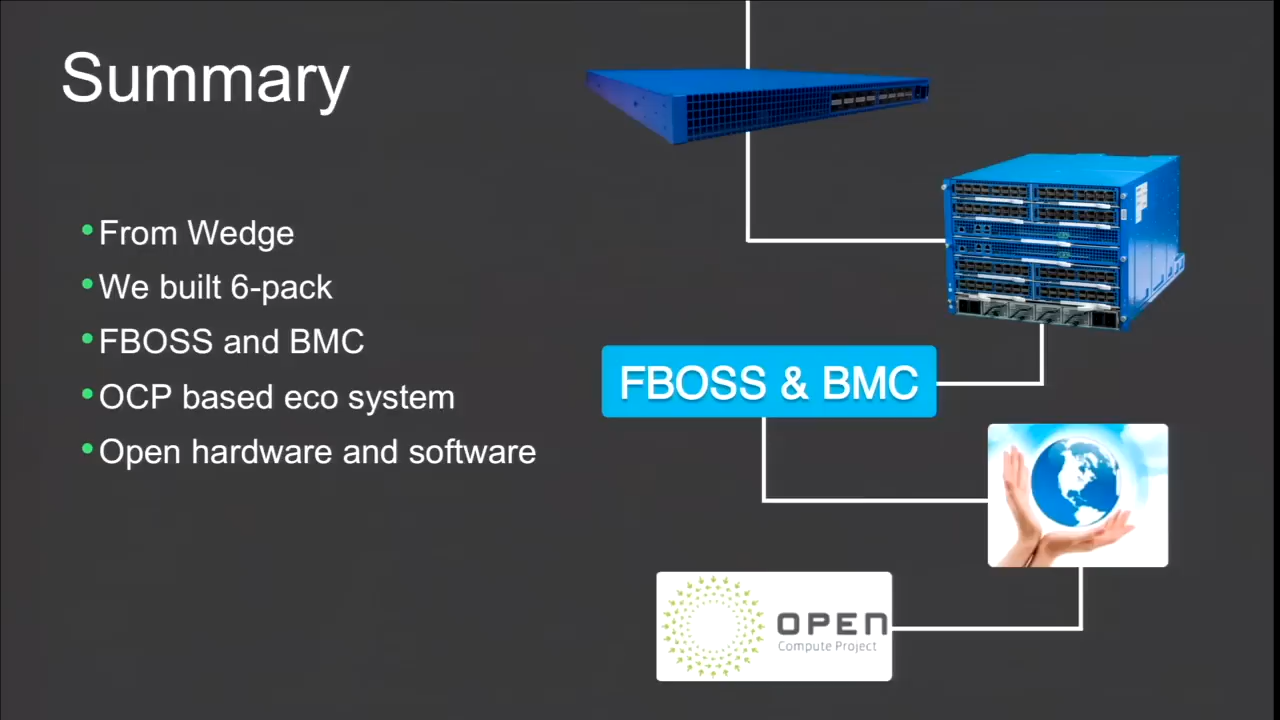 Summary
• From Wedge
• We built 6-pack
• FBOSS and BMC
• OCP based eco system
• Open hardware and software
FBOSS & BMC
OPEN
Compute Project